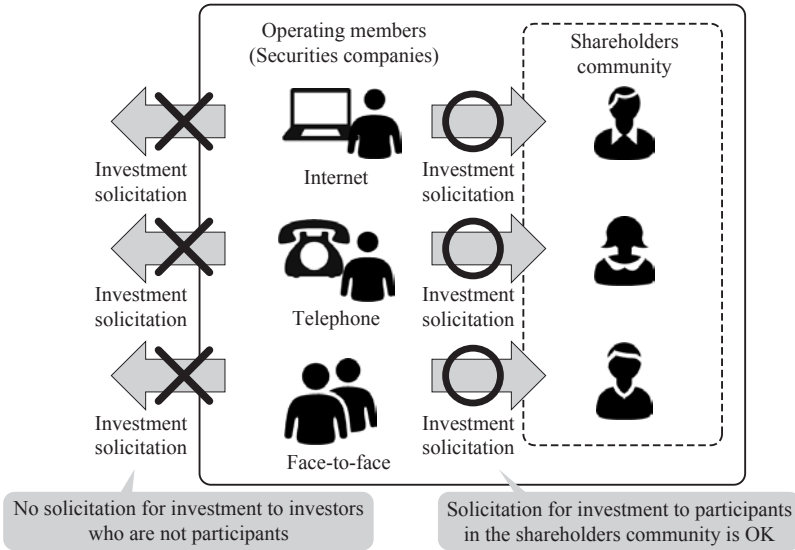 Operating members
(Securities companies)
Shareholders
community
Investment
solicitation
Internet
Investment
solicitation
Investment
solicitation
Telephone
Investment
solicitation
Investment
solicitation
Face-to-face
Investment
solicitation
No solicitation for investment to investors
who are not participants
Solicitation for investment to participants
in the shareholders community is OK